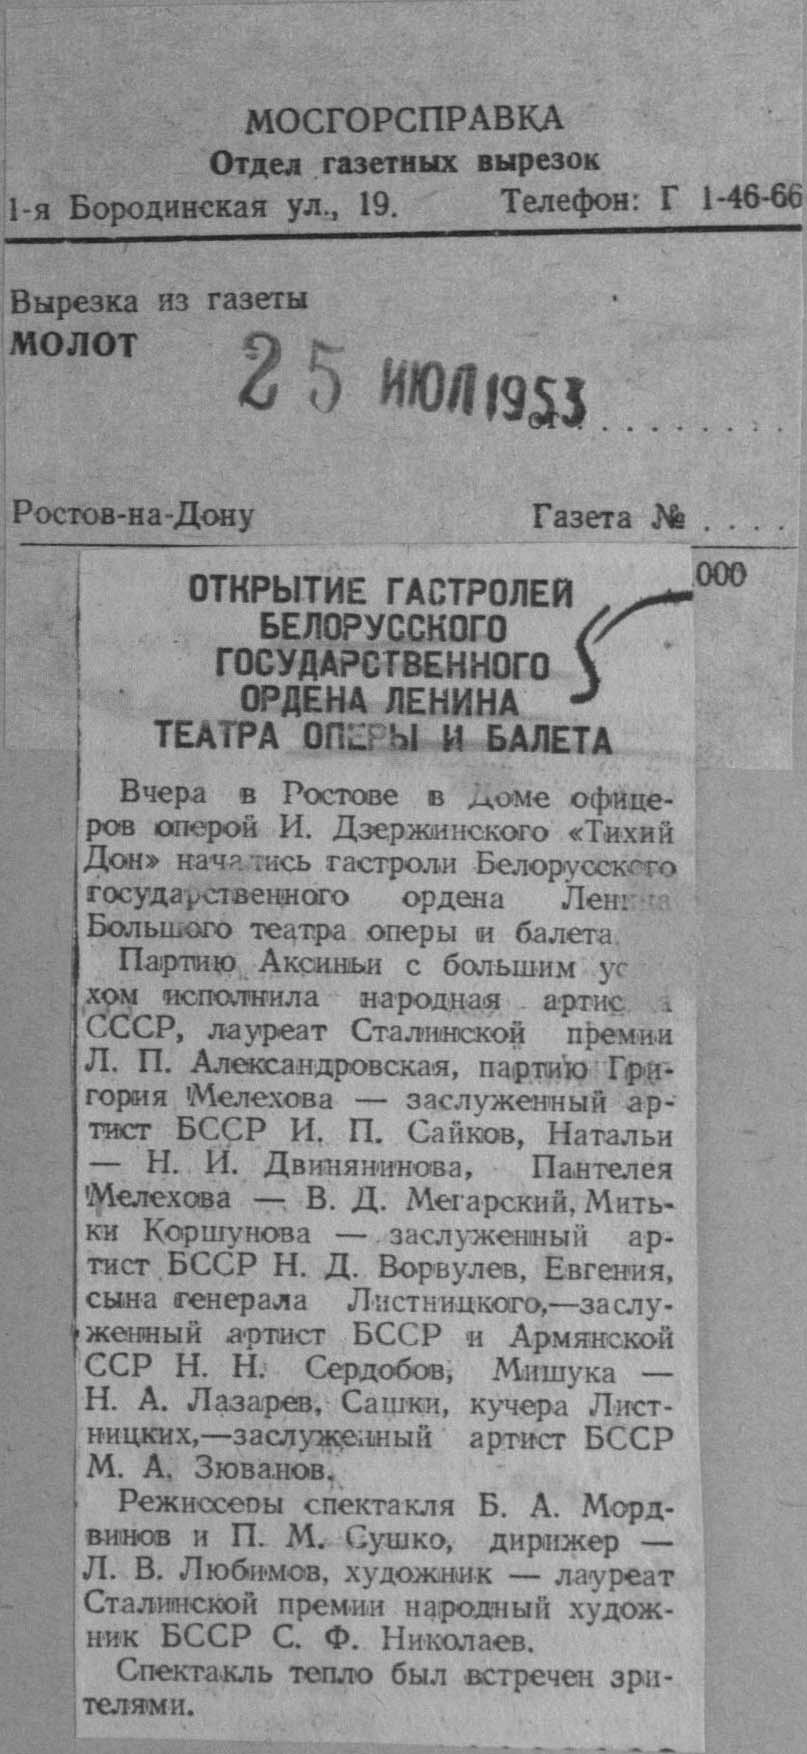 МОСГОРСПРАВКА
Отдел газетных вырезок
1-я Бородинская ул., 19. Телефон: Г 1-46-66
Вырезка из газеты
МОЛОТ
25 ИЮЛ 1953
от . . . . . . . . .
Ростов-на-Дону Газета № . . . .
000
ОТКРЫТИЕ ГАСТРОЛЕЙ
БЕЛОРУССКОГО
ГОСУДАРСТВЕННОГО
ОРДЕНА ЛЕНИНА
ТЕАТРА ОПЕРЫ И БАЛЕТА
Вчера в Ростове в Доме офице-
ров оперой И. Дзержинского «Тихий
Дон» начались гастроли Белорусского
государственного ордена Ленина
Большого театра оперы и балета.
Партию Аксиньи с большим ус
хом исполнила народная артис а
СССР, лауреат Сталинской премии
Л. П. Александровская, партию Гри-
гория Мелехова — заслуженный ар-
тист БССР И. П. Сайков, Натальи
— Н. И. Двинянинова, Пантелея
Мелехова — В. Д. Мегарский, Мить-
ки Коршунова — заслуженный ар-
тист БССР Н. Д. Ворвулев, Евгения,
сына генерала Листницкого,—заслу-
женный артист БССР и Армянской
ССР Н. Н. Сердобов, Мишука —
Н. А. Лазарев, Сашки, кучера Лист-
ницких,—заслуженный артист БССР
М. А. Зюванов.
Режиссеры спектакля Б. А. Морд-
винов и П. М. Сушко, дирижер —
Л. В. Любимов, художник — лауреат
Сталинской премии народный худож-
ник БССР С. Ф. Николаев.
Спектакль тепло был встречен зри-
телями.